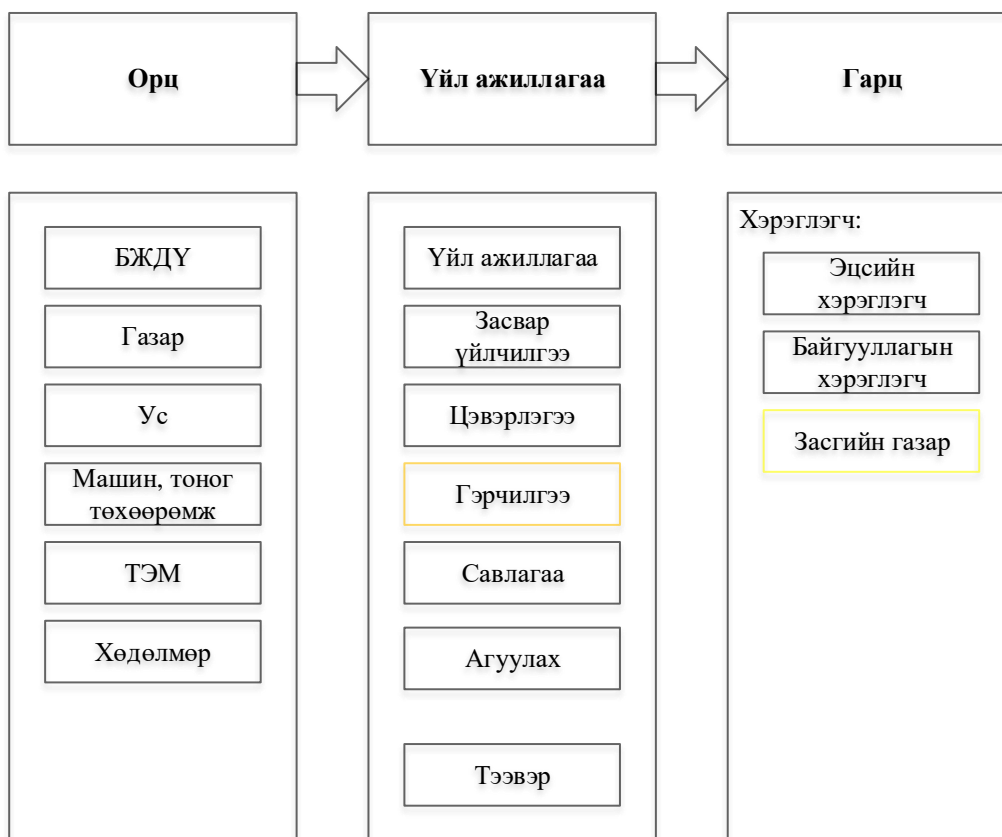 Орц
Үйл ажиллагаа
Гарц
БЖДҮ
Газар
Ус
Машин, тоног
төхөөрөмж
ТЭМ
Хөдөлмөр
Үйл ажиллагаа
Засвар
үйлчилгээ
Цэвэрлэгээ
Гэрчилгээ
Савлагаа
Агуулах
Тээвэр
Хэрэглэгч:
Эцсийн
хэрэглэгч
Байгууллагын
хэрэглэгч
Засгийн газар